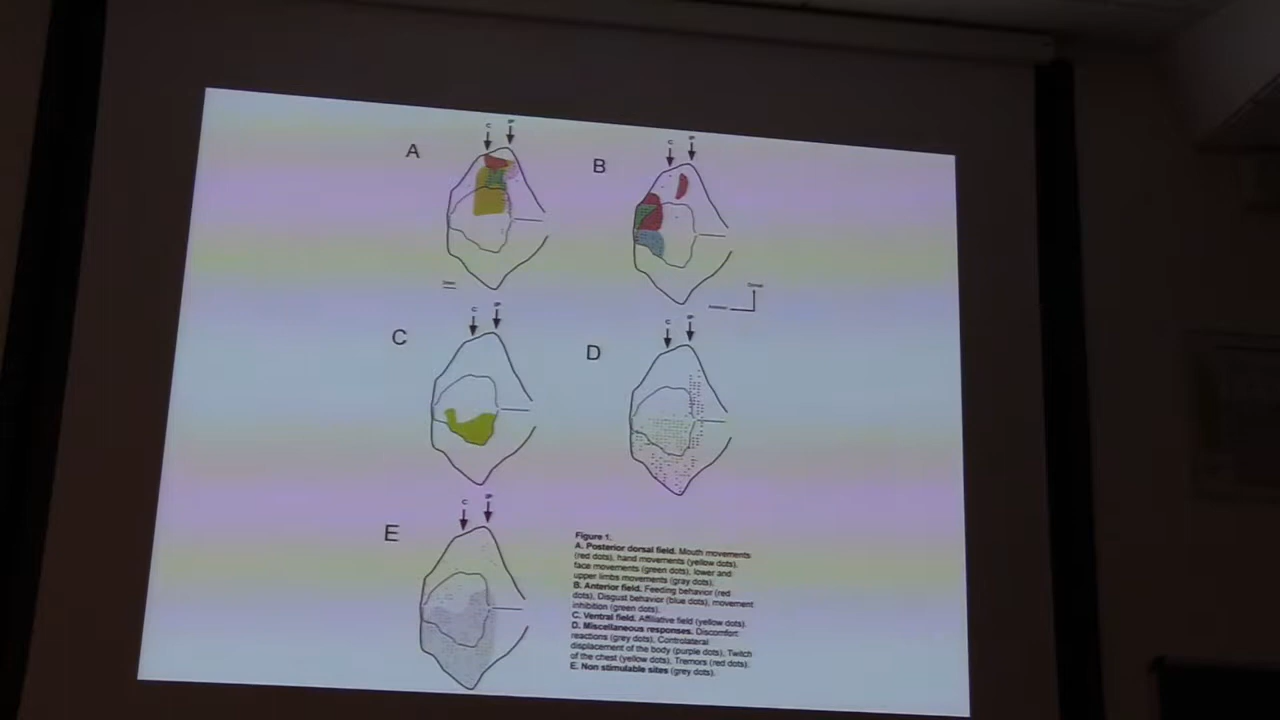 A
B
C
D
E
C
C
C
C
C
Figure 1.
A. Posterior dorsal field. Mouth movements
(red dots), hand movements (yellow dots),
face movements (green dots), lower and
upper limbs movements (gray dots).
B. Anterior field. Feeding behavior (red
dots), Disgust behavior (blue dots), movement
inhibition (green dots).
C. Ventral field. Affiliative field (yellow dots).
D. Miscellaneous responses. Discomfort
reactions (grey dots), Controlateral
displacement of the body (purple dots), Twitch
of the chest (yellow dots), Tremors (red dots).
E. Non stimulable sites (grey dots).